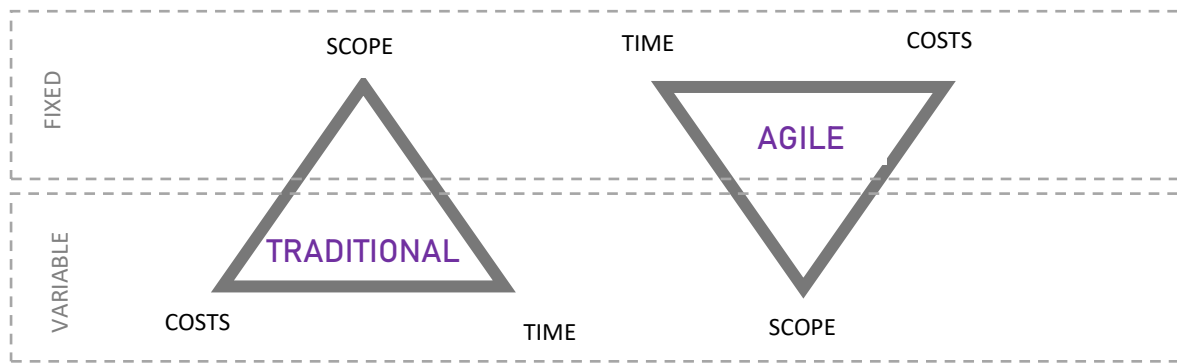 FIXED
SCOPE
TIME
COSTS
AGILE
VARIABLE
TRADITIONAL
COSTS
TIME
SCOPE